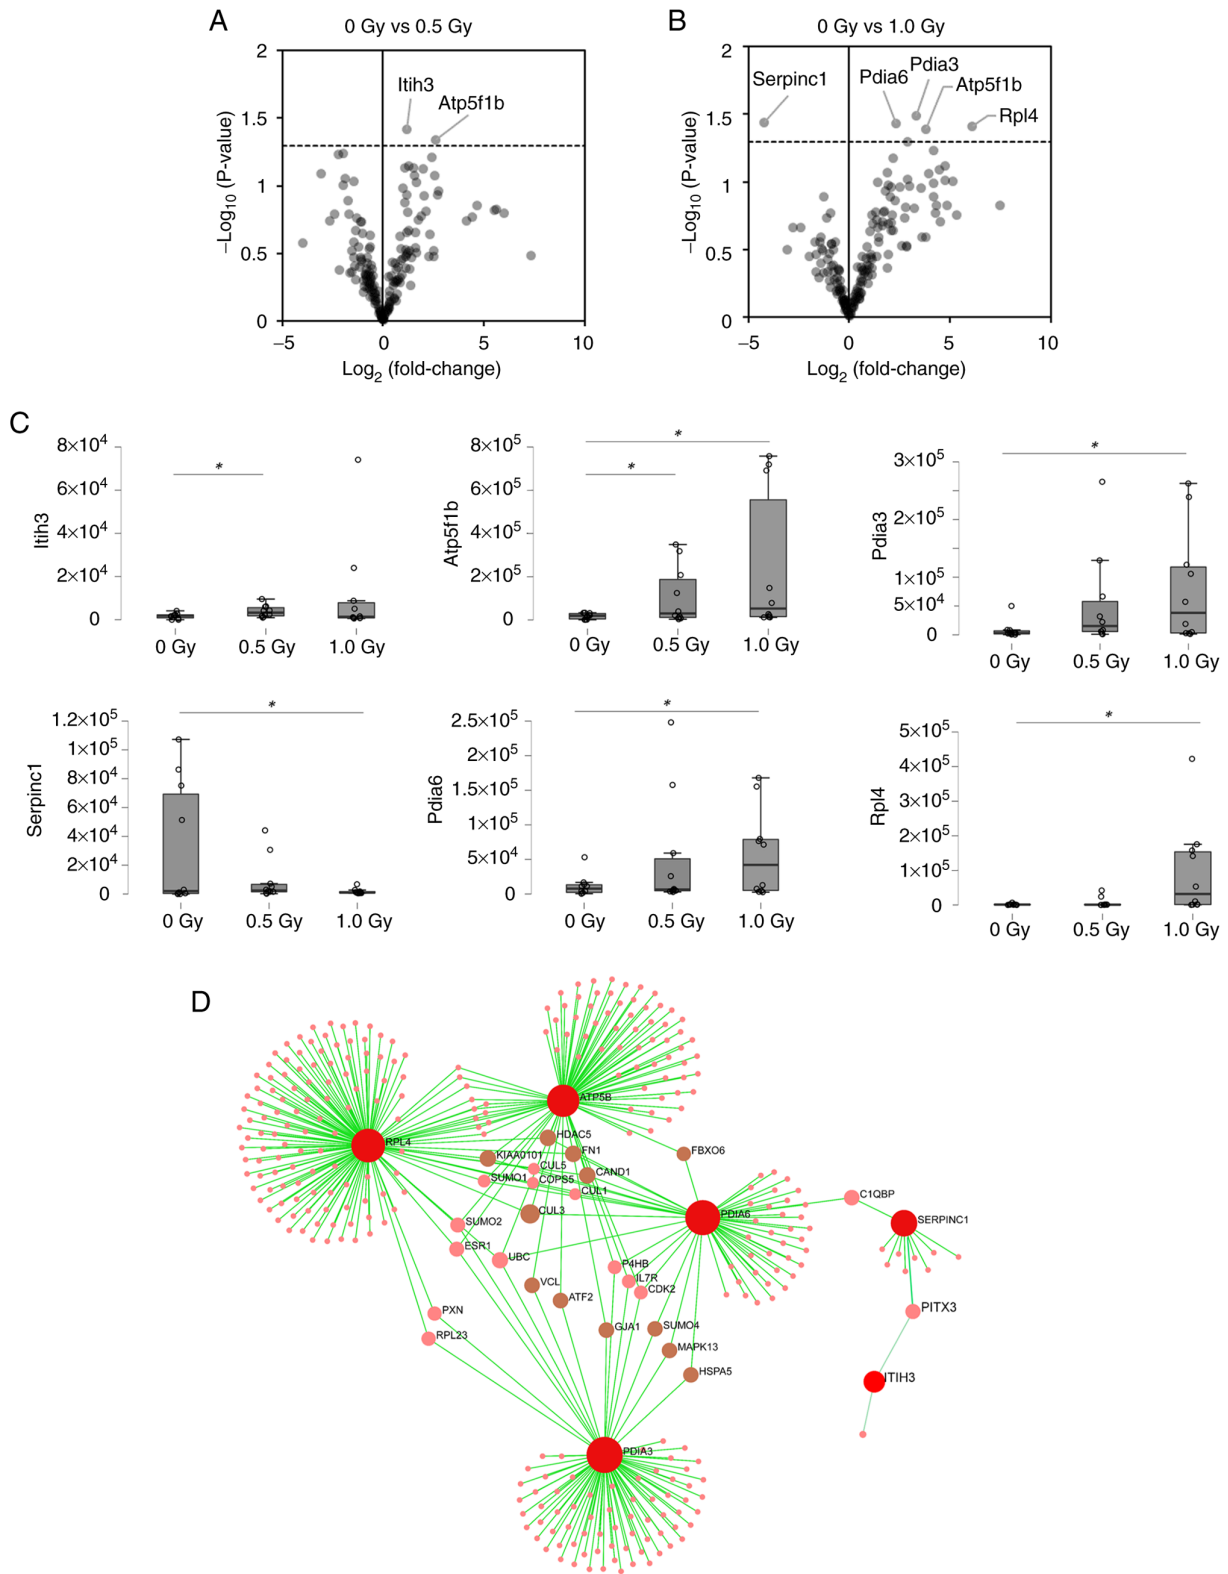 A
0 Gy vs 0.5 Gy
2
1.5
1
0.5
0
−5
0
5
10
−Log10 (P-value)
Log2 (fold-change)
Itih3
Atp5f1b
B
0 Gy vs 1.0 Gy
2
1.5
1
0.5
0
−5
0
5
10
−Log10 (P-value)
Log2 (fold-change)
Serpinc1
Pdia6
Pdia3
Atp5f1b
Rpl4
C
Itih3
8×10^4
6×10^4
4×10^4
2×10^4
0
*
0 Gy
0.5 Gy
1.0 Gy
Atp5f1b
8×10^5
6×10^5
4×10^5
2×10^5
0
*
*
0 Gy
0.5 Gy
1.0 Gy
Pdia3
3×10^5
2×10^5
1×10^5
5×10^4
0
*
0 Gy
0.5 Gy
1.0 Gy
Serpinc1
1.2×10^5
1×10^5
8×10^4
6×10^4
4×10^4
2×10^4
0
*
0 Gy
0.5 Gy
1.0 Gy
Pdia6
2.5×10^5
2×10^5
1.5×10^5
1×10^5
5×10^4
0
*
0 Gy
0.5 Gy
1.0 Gy
Rpl4
5×10^5
4×10^5
3×10^5
2×10^5
1×10^5
0
*
0 Gy
0.5 Gy
1.0 Gy
D
ATP5B
RPL4
HDAC5
FN1
FBXO6
KIAA0101
CUL5
CAND1
SUMO1
COPS5
CUL1
CUL3
PDIA6
C1QBP
SERPINC1
SUMO2
ESR1
UBC
P4HB
IL7R
CDK2
VCL
ATF2
PXN
RPL23
GJA1
SUMO4
MAPK13
HSPA5
PITX3
ITIH3
PDIA3